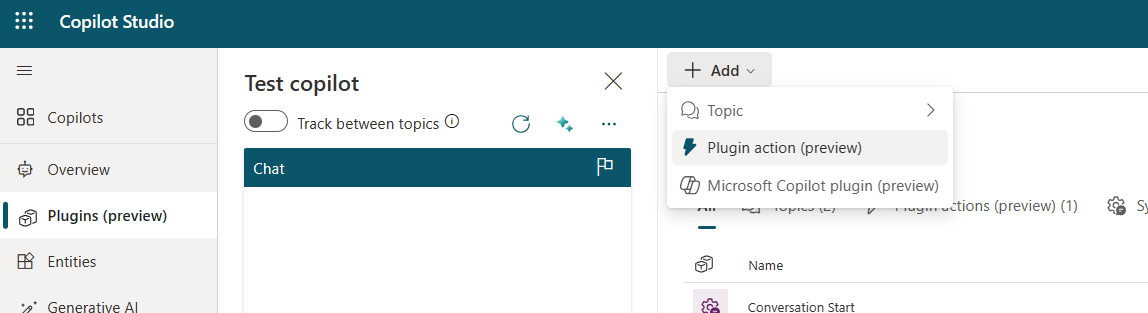 Copilot Studio
Copilots
Overview
Plugins (preview)
Entities
Generative AI
Test copilot
Track between topics
Chat
Add
Topic
Plugin action (preview)
Microsoft Copilot plugin (preview)
All Topics (2) Plugin actions (preview) (1) Sy
Name
Conversation Start